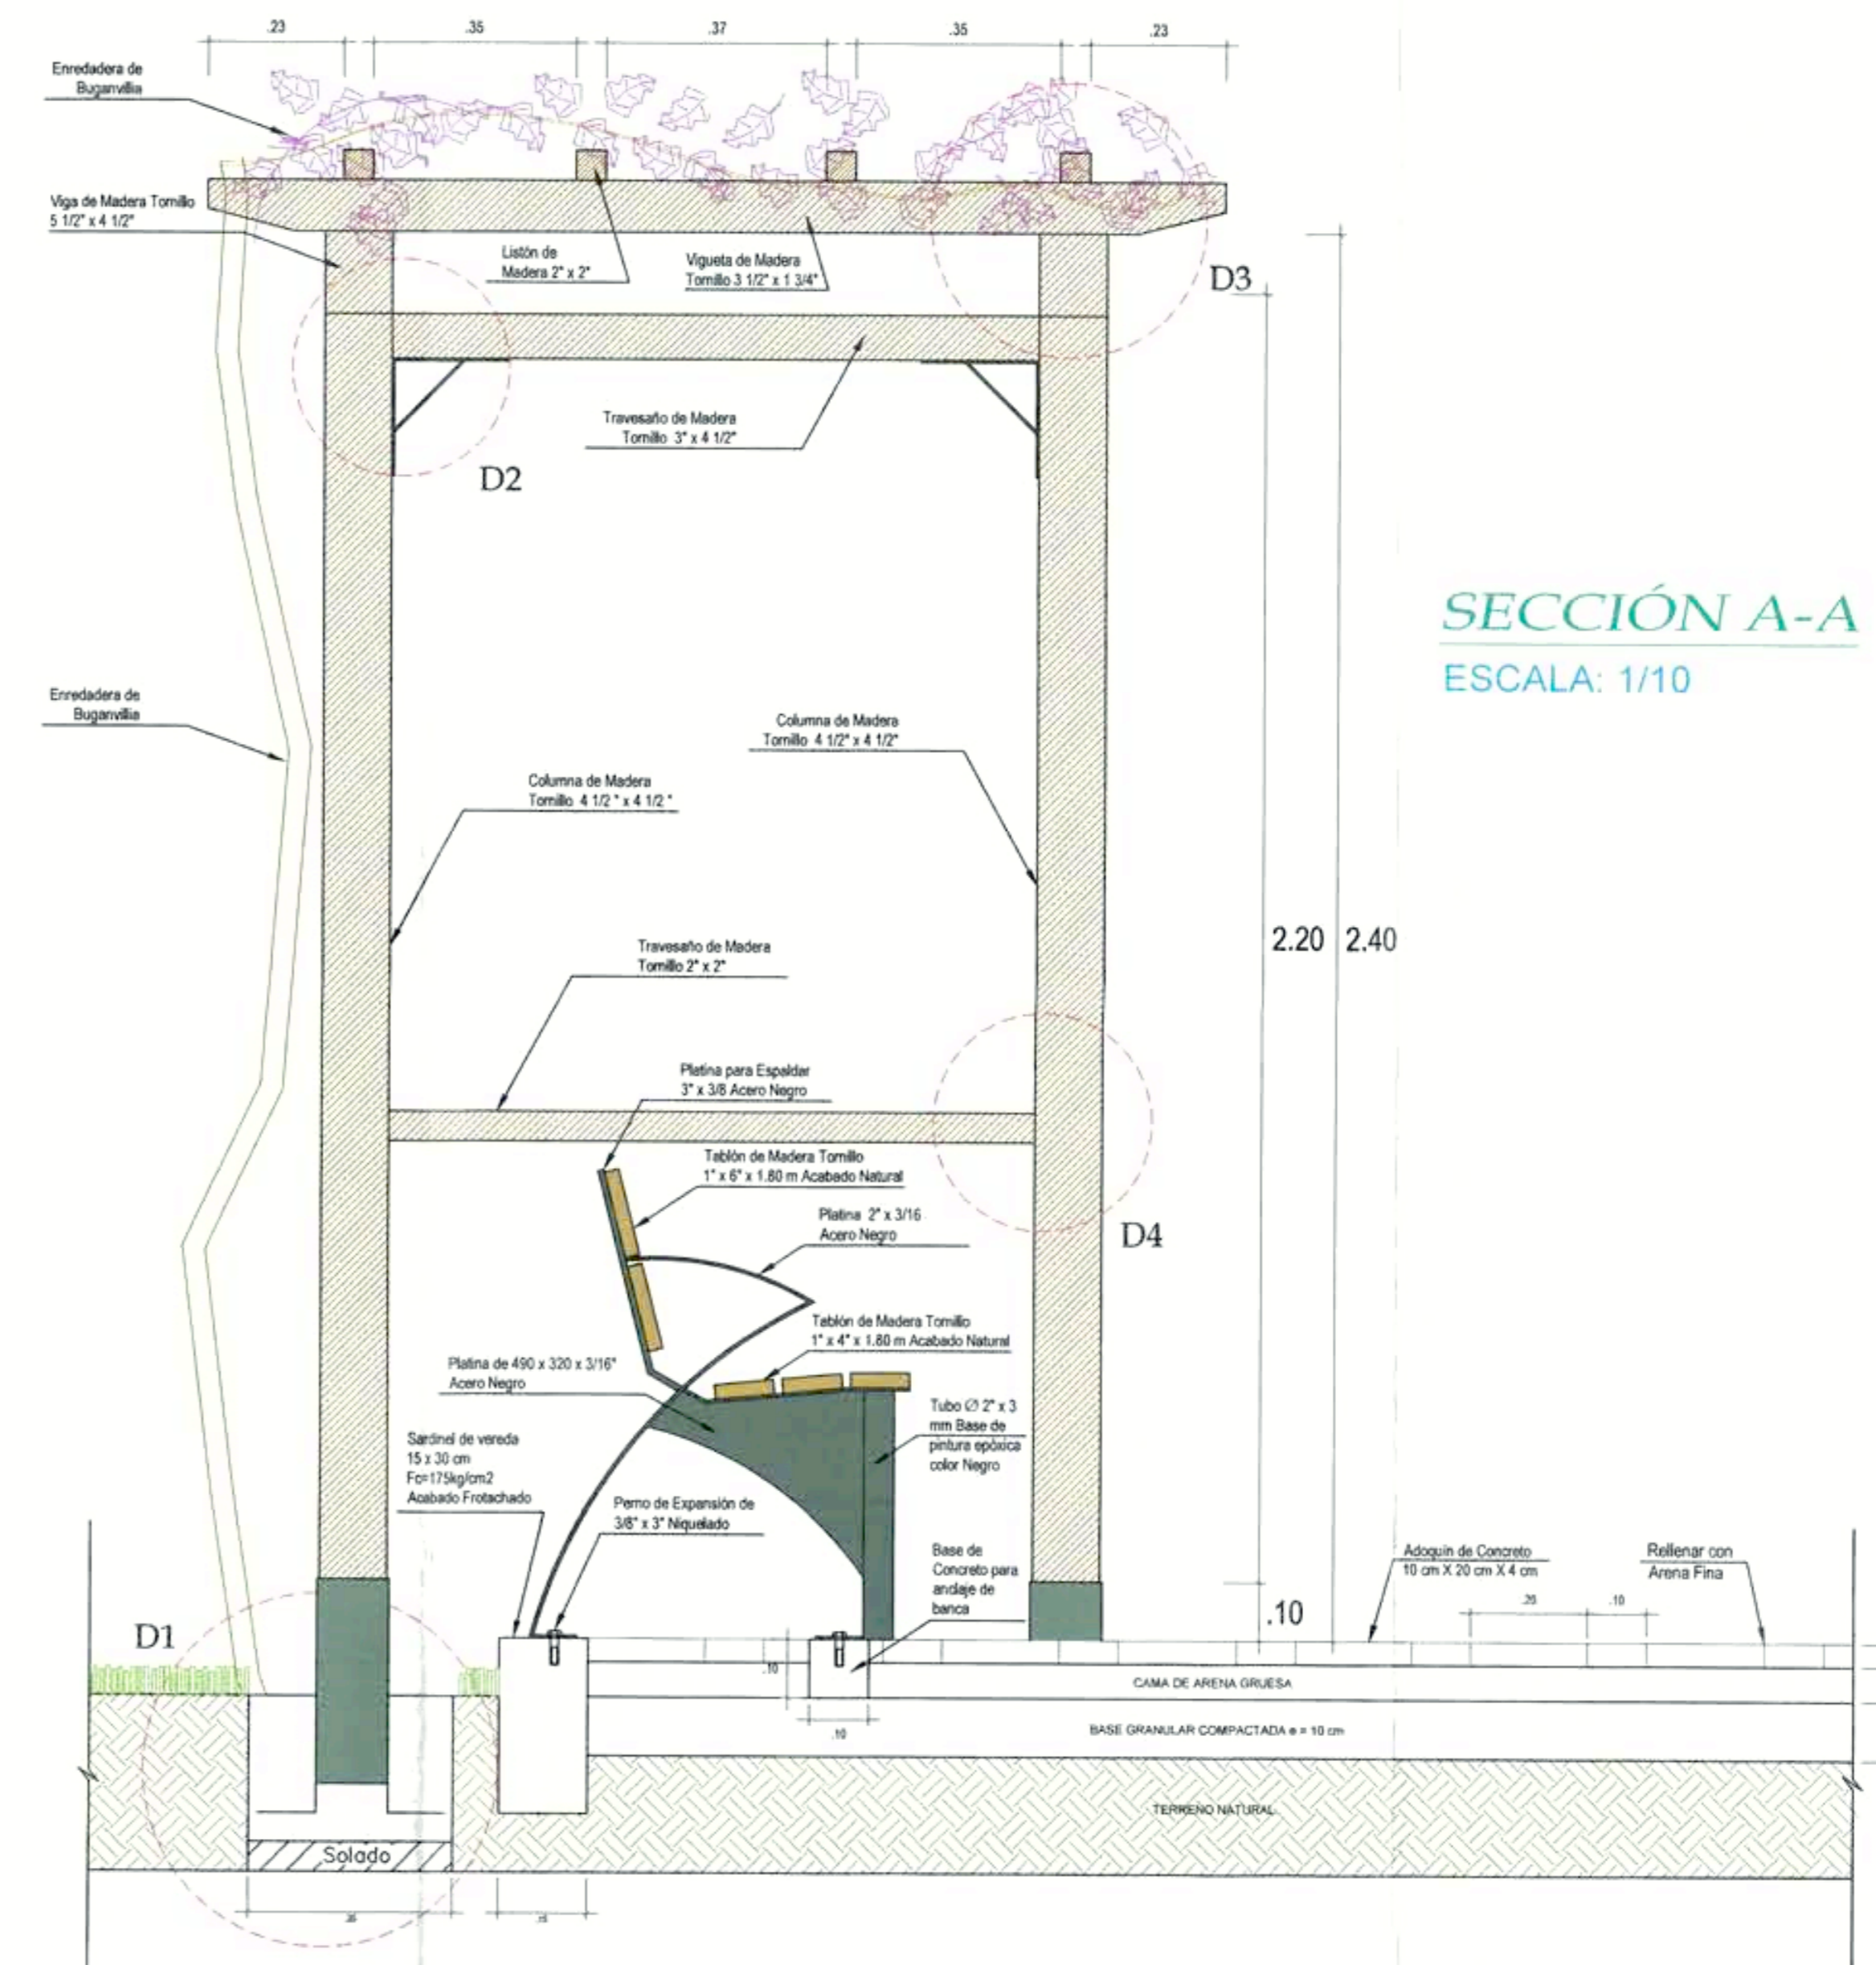 .23
.35
.37
.35
.23
Enredadera de
Buganvillia
Viga de Madera Tornillo
5 1/2" x 4 1/2"
Listón de
Madera 2" x 2"
Vigueta de Madera
Tornillo 3 1/2" x 1 3/4"
D3
Travesaño de Madera
Tornillo 3" x 4 1/2"
D2
SECCIÓN A-A
ESCALA: 1/10
Enredadera de
Buganvillia
Columna de Madera
Tornillo 4 1/2" x 4 1/2"
Columna de Madera
Tornillo 4 1/2 " x 4 1/2 "
2.20
2.40
Travesaño de Madera
Tornillo 2" x 2"
Platina para Espaldar
3" x 3/8 Acero Negro
Tablón de Madera Tornillo
1" x 6" x 1.80 m Acabado Natural
Platina 2" x 3/16
Acero Negro
D4
Tablón de Madera Tornillo
1" x 4" x 1.80 m Acabado Natural
Platina de 490 x 320 x 3/16"
Acero Negro
Tubo Ø 2" x 3
mm Base de
pintura epóxica
color Negro
Sardinel de vereda
15 x 30 cm
Fc=175kg/cm2
Acabado Frotachado
Perno de Expansión de
3/8" x 3" Niquelado
Base de
Concreto para
anclaje de
banca
Adoquin de Concreto
10 cm X 20 cm X 4 cm
Rellenar con
Arena Fina
.20
.10
.10
D1
.10
CAMA DE ARENA GRUESA
.10
BASE GRANULAR COMPACTADA e = 10 cm
TERRENO NATURAL
Solado
.15